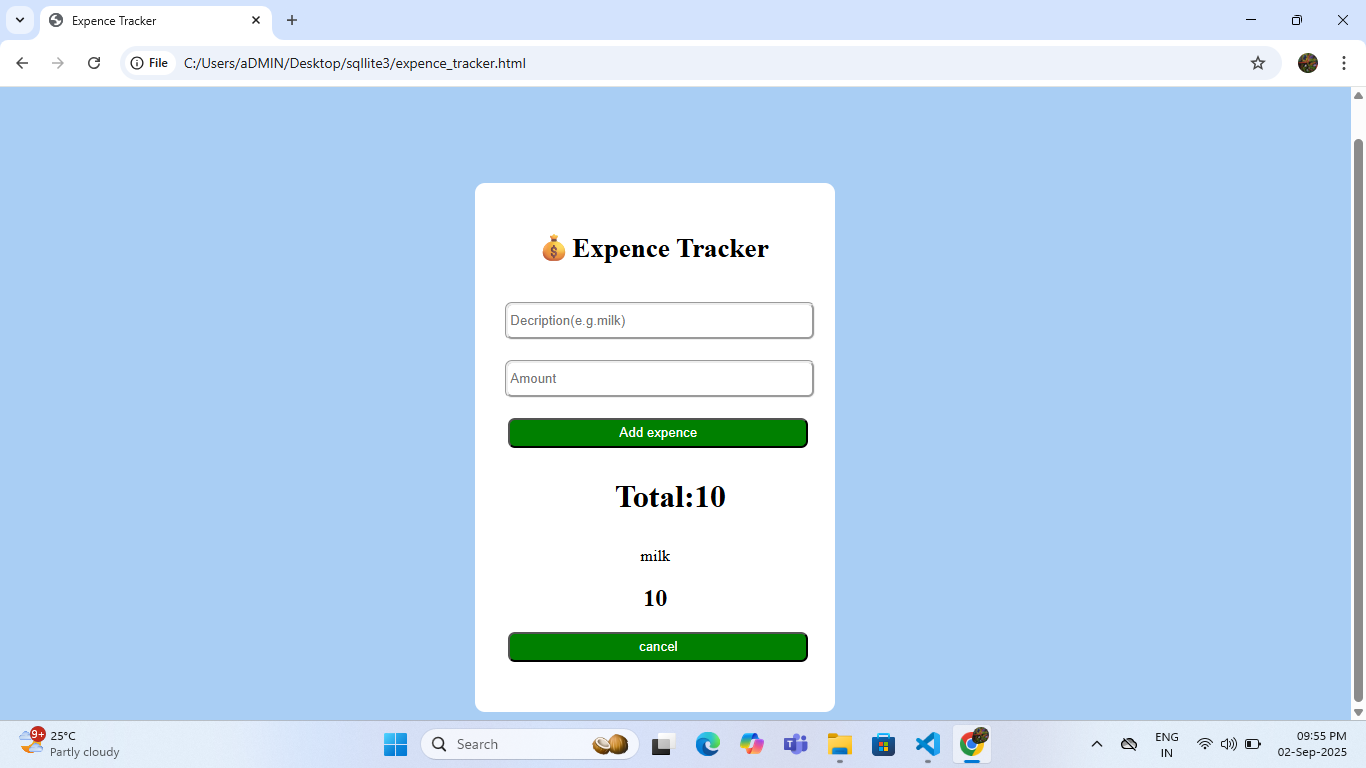 Expence Tracker
File C:/Users/aDMIN/Desktop/sqllite3/expence_tracker.html
💰 Expence Tracker
Decription(e.g.milk)
Amount
Add expence
Total:10
milk
10
cancel
9+
25°C
Partly cloudy
Search
ENG
IN
09:55 PM
02-Sep-2025